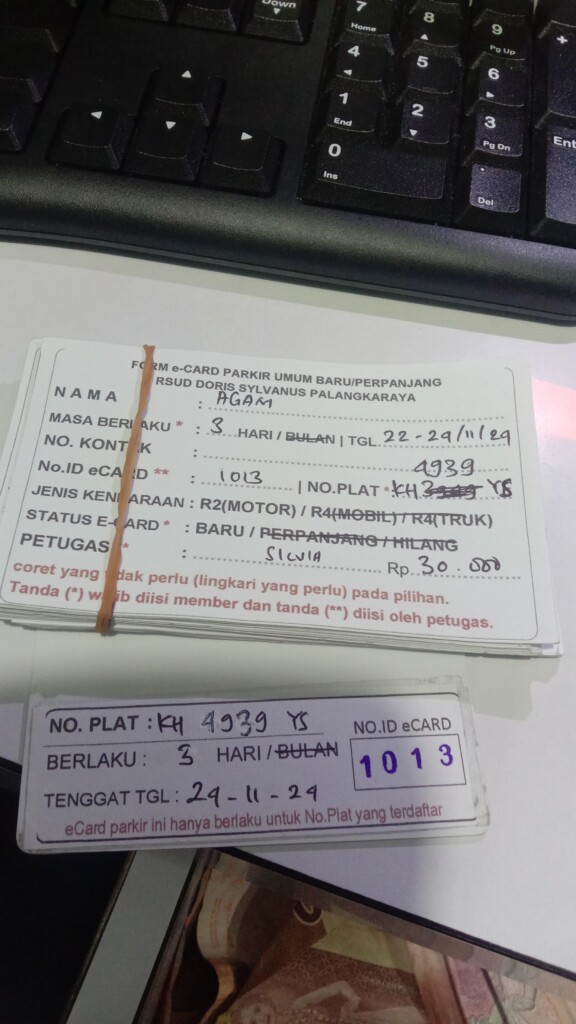 Down
7
Home
8
9
Pg Up
+
4
5
6
1
End
2
3
Pg Dn
0
Ins
Del
Ent
FORM e-CARD PARKIR UMUM BARU/PERPANJANG
RSUD DORIS SYLVANUS PALANGKARAYA
NAMA : AGAM
MASA BERLAKU * : 3 HARI / BULAN | TGL 22-24/11/24
NO. KONTAK :
4939
No.ID eCARD ** : 1013 | NO.PLAT * KH 3949 YS
JENIS KENDARAAN : R2(MOTOR) / R4(MOBIL) / R4(TRUK)
STATUS E-CARD * : BARU / PERPANJANG / HILANG
PETUGAS ** : SILVIA Rp. 30.000
coret yang tidak perlu (lingkari yang perlu) pada pilihan.
Tanda (*) wajib diisi member dan tanda (**) diisi oleh petugas.
NO. PLAT : KH 4939 YS
NO.ID eCARD
BERLAKU : 3 HARI / BULAN
1013
TENGGAT TGL : 24-11-24
eCard parkir ini hanya berlaku untuk No.Plat yang terdaftar